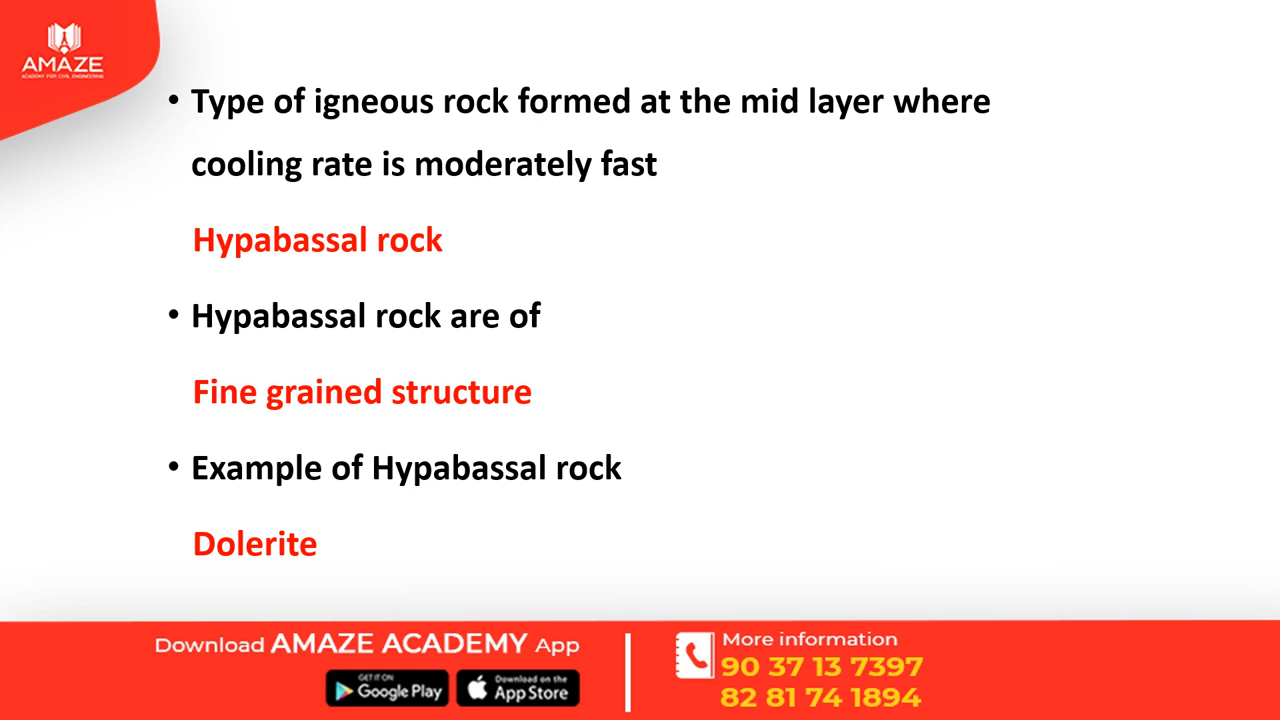 AMAZE
ACADEMY FOR CIVIL ENGINEERING
• Type of igneous rock formed at the mid layer where
cooling rate is moderately fast
Hypabassal rock
• Hypabassal rock are of
Fine grained structure
• Example of Hypabassal rock
Dolerite
Download AMAZE ACADEMY App
GET IT ON
Google Play
Download on the
App Store
More information
90 37 13 7397
82 81 74 1894